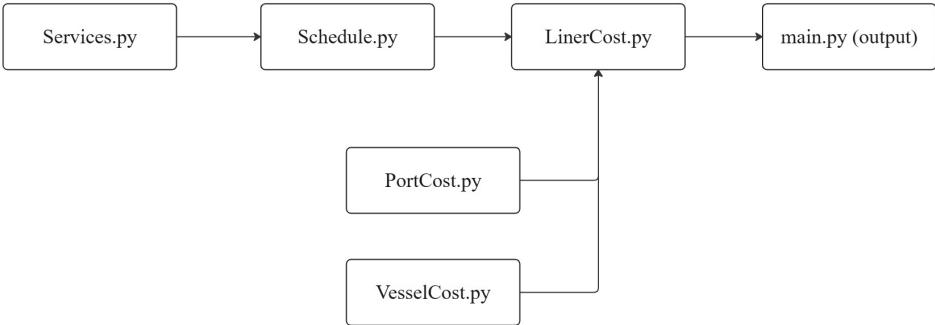 Services.py
Schedule.py
LinerCost.py
main.py (output)
PortCost.py
VesselCost.py